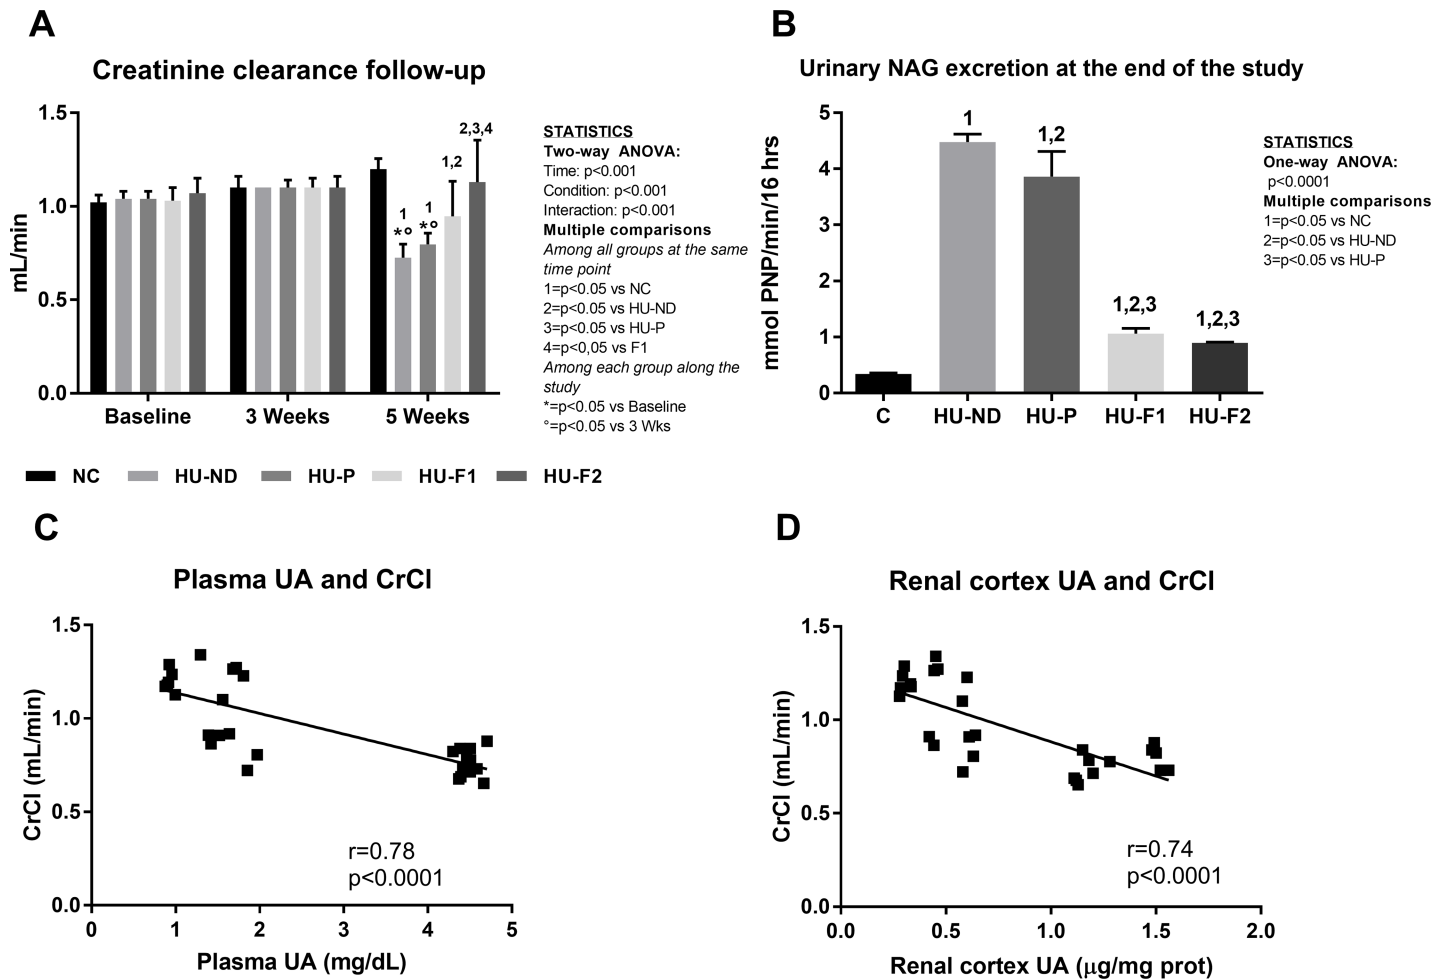 A
Creatinine clearance follow-up
mL/min
1.5
1.0
0.5
0.0
1
*°
1
*°
1,2
2,3,4
Baseline
3 Weeks
5 Weeks
STATISTICS
Two-way ANOVA:
Time: p<0.001
Condition: p<0.001
Interaction: p<0.001
Multiple comparisons
Among all groups at the same
time point
1=p<0.05 vs NC
2=p<0.05 vs HU-ND
3=p<0.05 vs HU-P
4=p<0,05 vs F1
Among each group along the
study
*=p<0.05 vs Baseline
°=p<0.05 vs 3 Wks
NC
HU-ND
HU-P
HU-F1
HU-F2
B
Urinary NAG excretion at the end of the study
mmol PNP/min/16 hrs
5
4
3
2
1
0
1
1,2
1,2,3
1,2,3
C
HU-ND
HU-P
HU-F1
HU-F2
STATISTICS
One-way ANOVA:
p<0.0001
Multiple comparisons
1=p<0.05 vs NC
2=p<0.05 vs HU-ND
3=p<0.05 vs HU-P
C
Plasma UA and CrCl
CrCl (mL/min)
1.5
1.0
0.5
0.0
r=0.78
p<0.0001
0
1
2
3
4
5
Plasma UA (mg/dL)
D
Renal cortex UA and CrCl
CrCl (mL/min)
1.5
1.0
0.5
0.0
r=0.74
p<0.0001
0.0
0.5
1.0
1.5
2.0
Renal cortex UA (μg/mg prot)